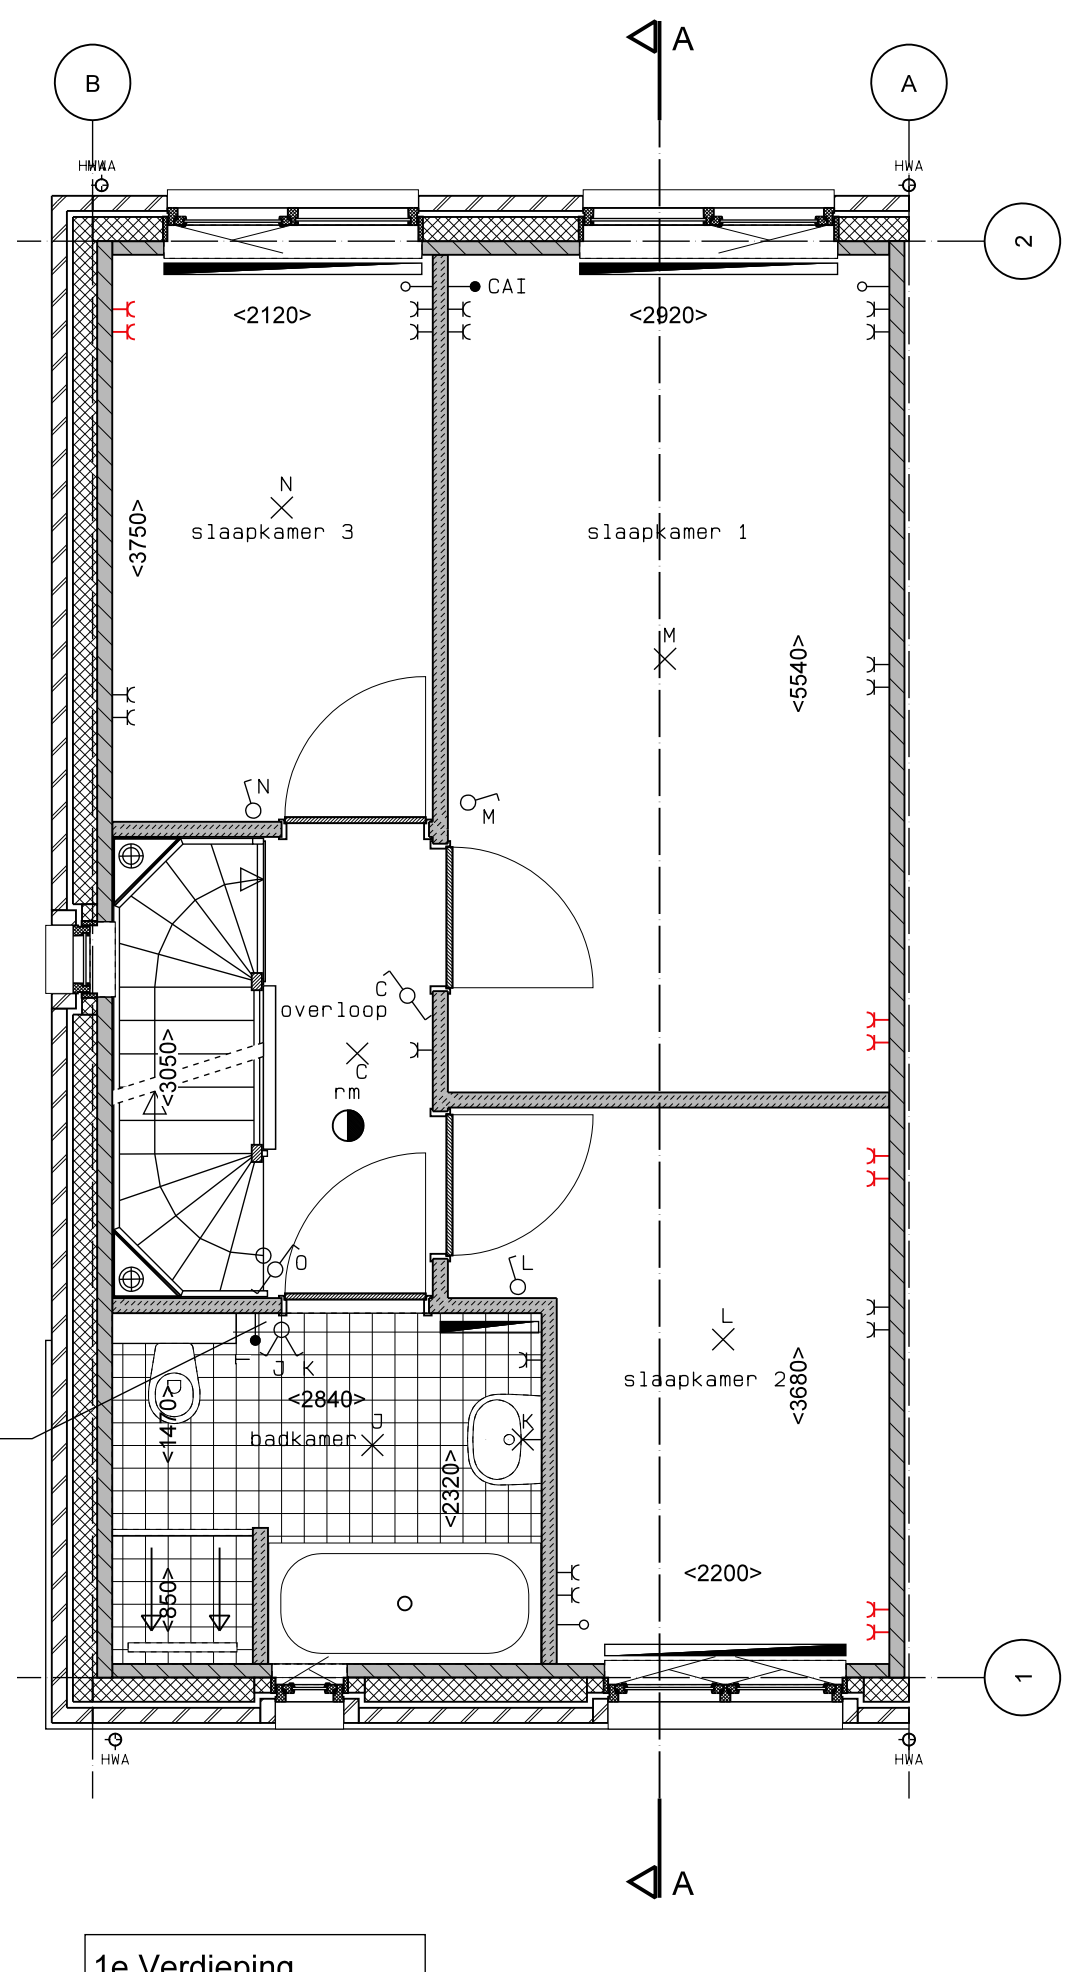 A
B
A
HWA
HWA
2
CAI
<2120>
<2920>
N
slaapkamer 3
slaapkamer 1
<3750>
M
<5540>
N
M
C
overloop
C
<3050>
rm
O
L
T
J K
L
slaapkamer 2
<3680>
<2840>
J
K
<1470>
badkamer
<2320>
<850>
<2200>
1
HWA
HWA
A
1e Verdieping